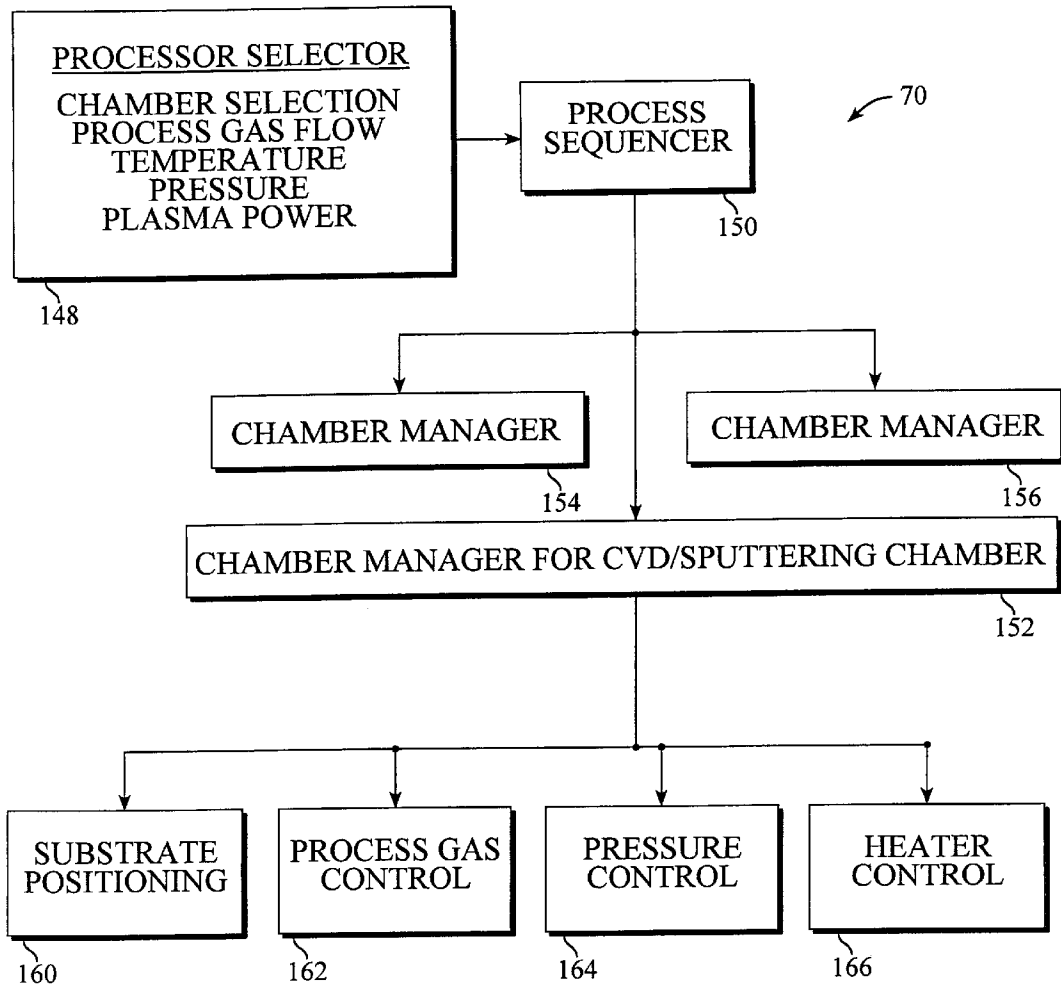 PROCESSOR SELECTOR
CHAMBER SELECTION
PROCESS GAS FLOW
TEMPERATURE
PRESSURE
PLASMA POWER
148
PROCESS
SEQUENCER
150
70
CHAMBER MANAGER
154
CHAMBER MANAGER
156
CHAMBER MANAGER FOR CVD/SPUTTERING CHAMBER
152
SUBSTRATE
POSITIONING
160
PROCESS GAS
CONTROL
162
PRESSURE
CONTROL
164
HEATER
CONTROL
166